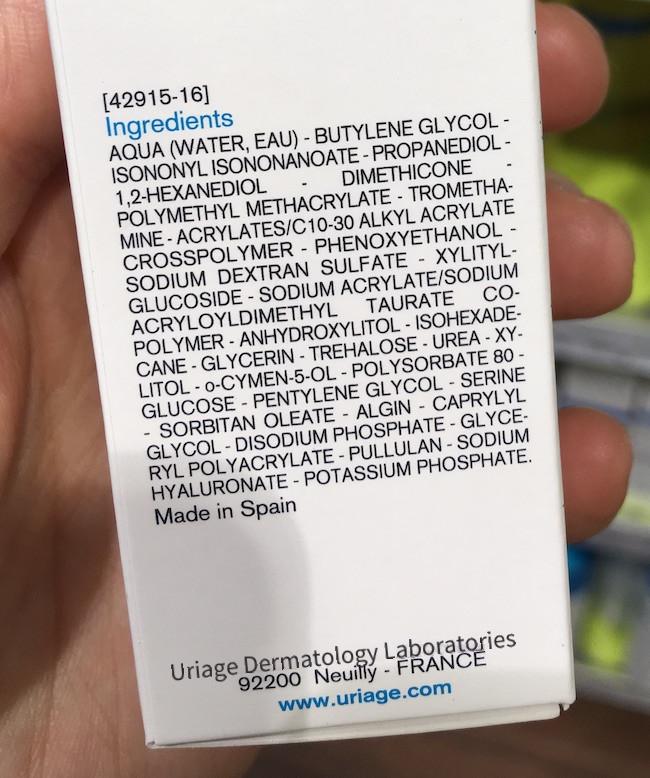 [42915-16]
Ingredients
AQUA (WATER, EAU) - BUTYLENE GLYCOL -
ISONONYL ISONONANOATE - PROPANEDIOL -
1,2-HEXANEDIOL - DIMETHICONE -
POLYMETHYL METHACRYLATE - TROMETHA-
MINE - ACRYLATES/C10-30 ALKYL ACRYLATE
CROSSPOLYMER - PHENOXYETHANOL -
SODIUM DEXTRAN SULFATE - XYLITYL-
GLUCOSIDE - SODIUM ACRYLATE/SODIUM
ACRYLOYLDIMETHYL TAURATE CO-
POLYMER - ANHYDROXYLITOL - ISOHEXADE-
CANE - GLYCERIN - TREHALOSE - UREA - XY-
LITOL - o-CYMEN-5-OL - POLYSORBATE 80 -
GLUCOSE - PENTYLENE GLYCOL - SERINE
- SORBITAN OLEATE - ALGIN - CAPRYLYL
GLYCOL - DISODIUM PHOSPHATE - GLYCE-
RYL POLYACRYLATE - PULLULAN - SODIUM
HYALURONATE - POTASSIUM PHOSPHATE.
Made in Spain
Uriage Dermatology Laboratories
92200 Neuilly - FRANCE
www.uriage.com